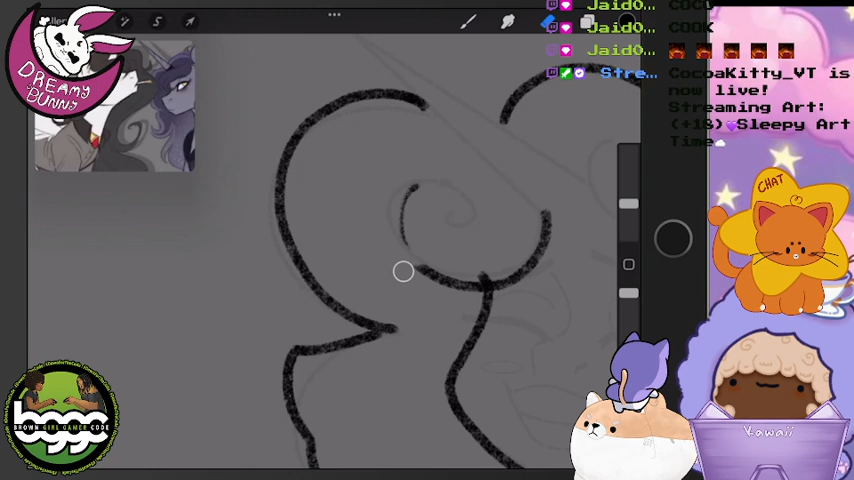 JaidO... COCO
JaidO... COOK
JaidO...
Stre... CocoaKitty_VT is
now live!
Streaming Art:
(+18)💜Sleepy Art
Time☁
DREAMY
BUNNY
CHAT
bggc
BROWN GIRL GAMER CODE
Kawaii